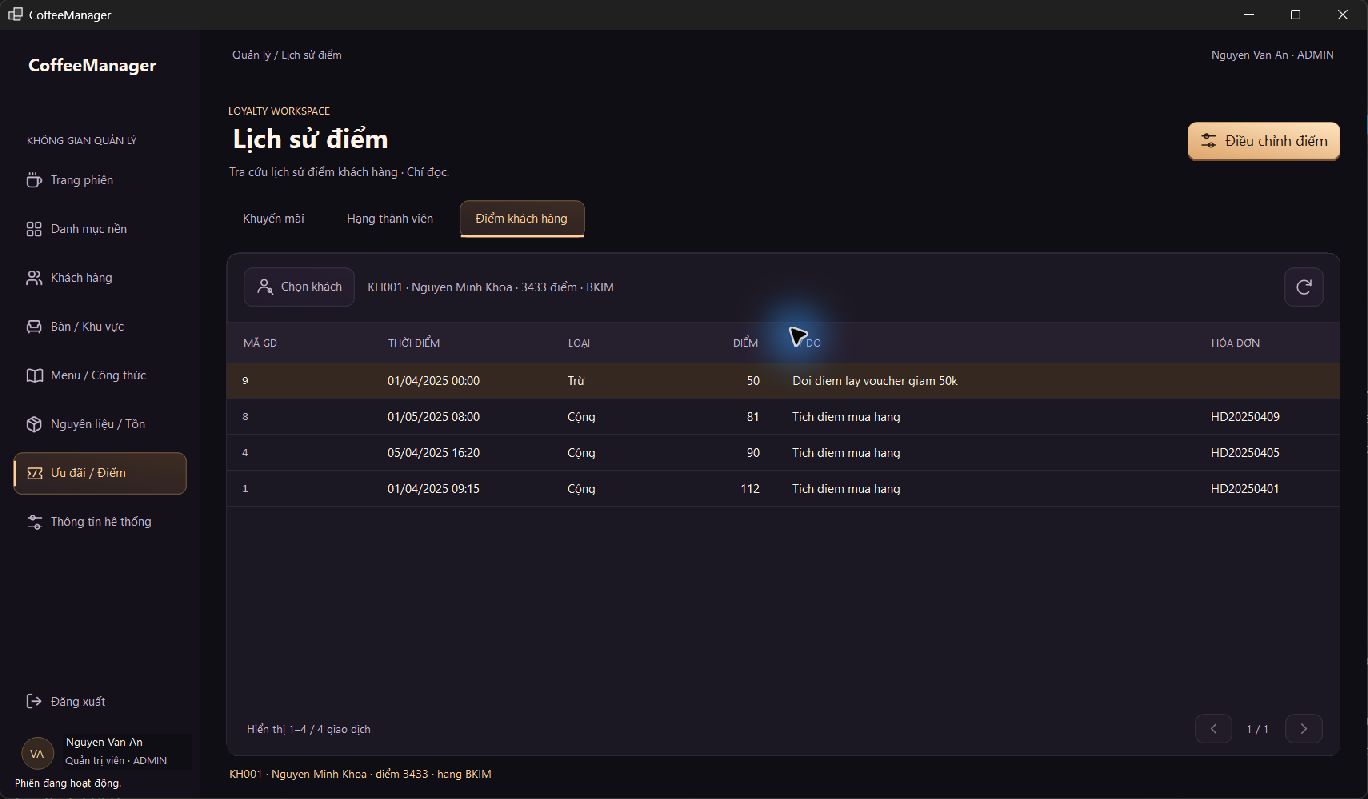 CoffeeManager
CoffeeManager
KHÔNG GIAN QUẢN LÝ
Trang phiên
Danh mục nền
Khách hàng
Bàn / Khu vực
Menu / Công thức
Nguyên liệu / Tồn
Ưu đãi / Điểm
Thông tin hệ thống
Đăng xuất
VA
Nguyen Van An
Quản trị viên · ADMIN
Phiên đang hoạt động.
Quản lý / Lịch sử điểm
Nguyen Van An · ADMIN
LOYALTY WORKSPACE
Lịch sử điểm
Tra cứu lịch sử điểm khách hàng · Chỉ đọc.
Điều chỉnh điểm
Khuyến mãi Hạng thành viên Điểm khách hàng
Chọn khách KH001 · Nguyen Minh Khoa · 3433 điểm · BKIM
MÃ GD THỜI ĐIỂM LOẠI ĐIỂM DO HÓA ĐƠN
9 01/04/2025 00:00 Trừ 50 Doi diem lay voucher giam 50k
8 01/05/2025 08:00 Cộng 81 Tich diem mua hang HD20250409
4 05/04/2025 16:20 Cộng 90 Tich diem mua hang HD20250405
1 01/04/2025 09:15 Cộng 112 Tich diem mua hang HD20250401
Hiển thị 1–4 / 4 giao dịch
1 / 1
KH001 · Nguyen Minh Khoa · điểm 3433 · hạng BKIM